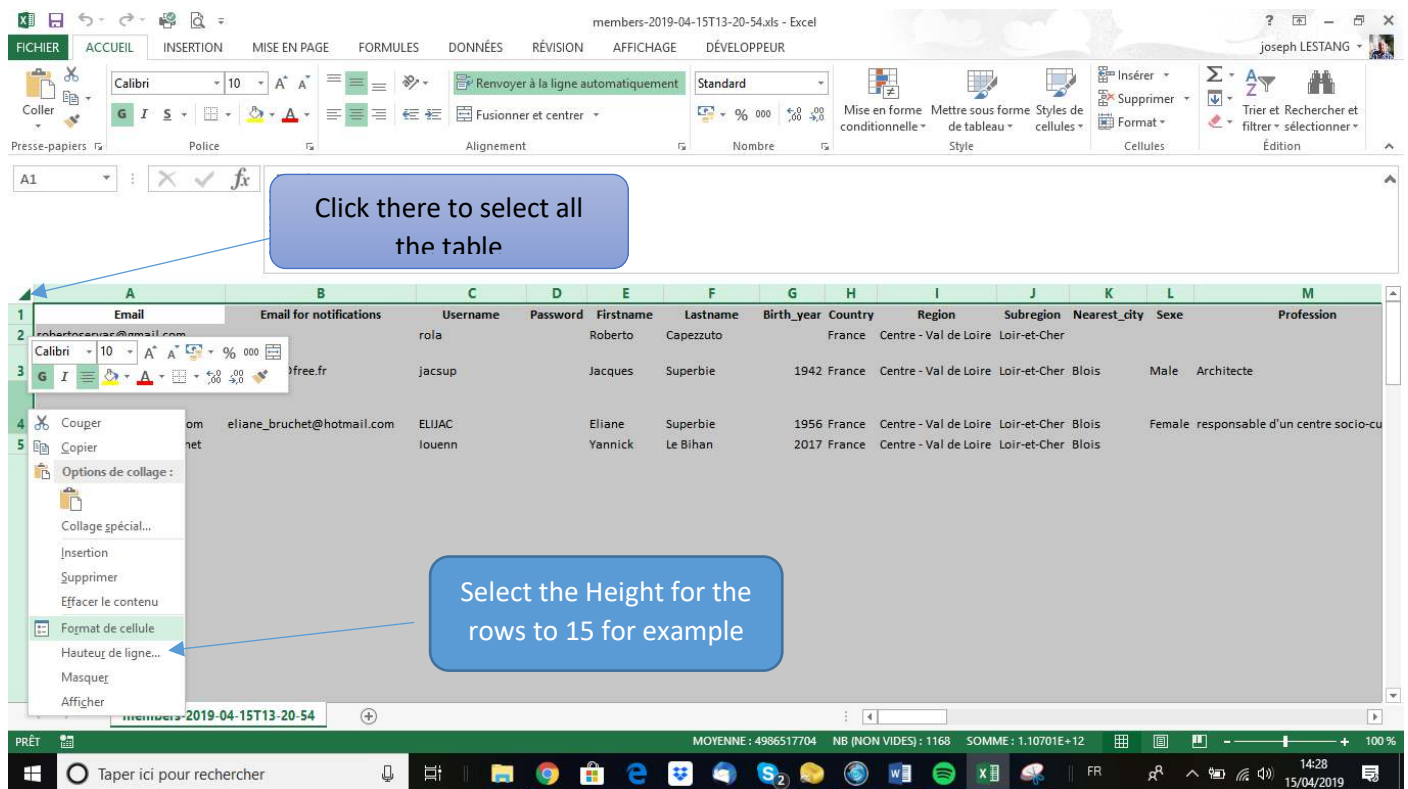 members-2019-04-15T13-20-54.xls - Excel
FICHIER ACCUEIL INSERTION MISE EN PAGE FORMULES DONNÉES RÉVISION AFFICHAGE DÉVELOPPEUR joseph LESTANG
Coller
Presse-papiers
Calibri 10
G I S
Police
Renvoyer à la ligne automatiquement
Fusionner et centrer
Alignement
Standard
% 000
Nombre
Mise en forme conditionnelle
Mettre sous forme de tableau
Styles de cellules
Style
Insérer
Supprimer
Format
Cellules
Trier et filtrer
Rechercher et sélectionner
Édition
A1 fx
Click there to select all
the table
A B C D E F G H I J K L M
1 Email Email for notifications Username Password Firstname Lastname Birth_year Country Region Subregion Nearest_city Sexe Profession
2 robertoservas@gmail.com rola Roberto Capezzuto France Centre - Val de Loire Loir-et-Cher
Calibri 10 % 000
G I
3 free.fr jacsup Jacques Superbie 1942 France Centre - Val de Loire Loir-et-Cher Blois Male Architecte
4 om eliane_bruchet@hotmail.com ELIJAC Eliane Superbie 1956 France Centre - Val de Loire Loir-et-Cher Blois Female responsable d'un centre socio-cu
5 net Iouenn Yannick Le Bihan 2017 France Centre - Val de Loire Loir-et-Cher Blois
Couper
Copier
Options de collage :
Collage spécial...
Insertion
Supprimer
Effacer le contenu
Format de cellule
Hauteur de ligne...
Masquer
Afficher
Select the Height for the
rows to 15 for example
members-2019-04-15T13-20-54
PRÊT MOYENNE : 4986517704 NB (NON VIDES) : 1168 SOMME : 1.10701E+12 100 %
Taper ici pour rechercher FR 14:28
15/04/2019